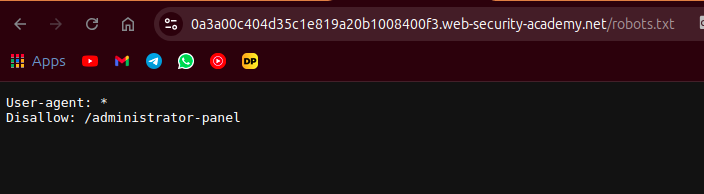 0a3a00c404d35c1e819a20b1008400f3.web-security-academy.net/robots.txt
Apps
DP
User-agent: *
Disallow: /administrator-panel